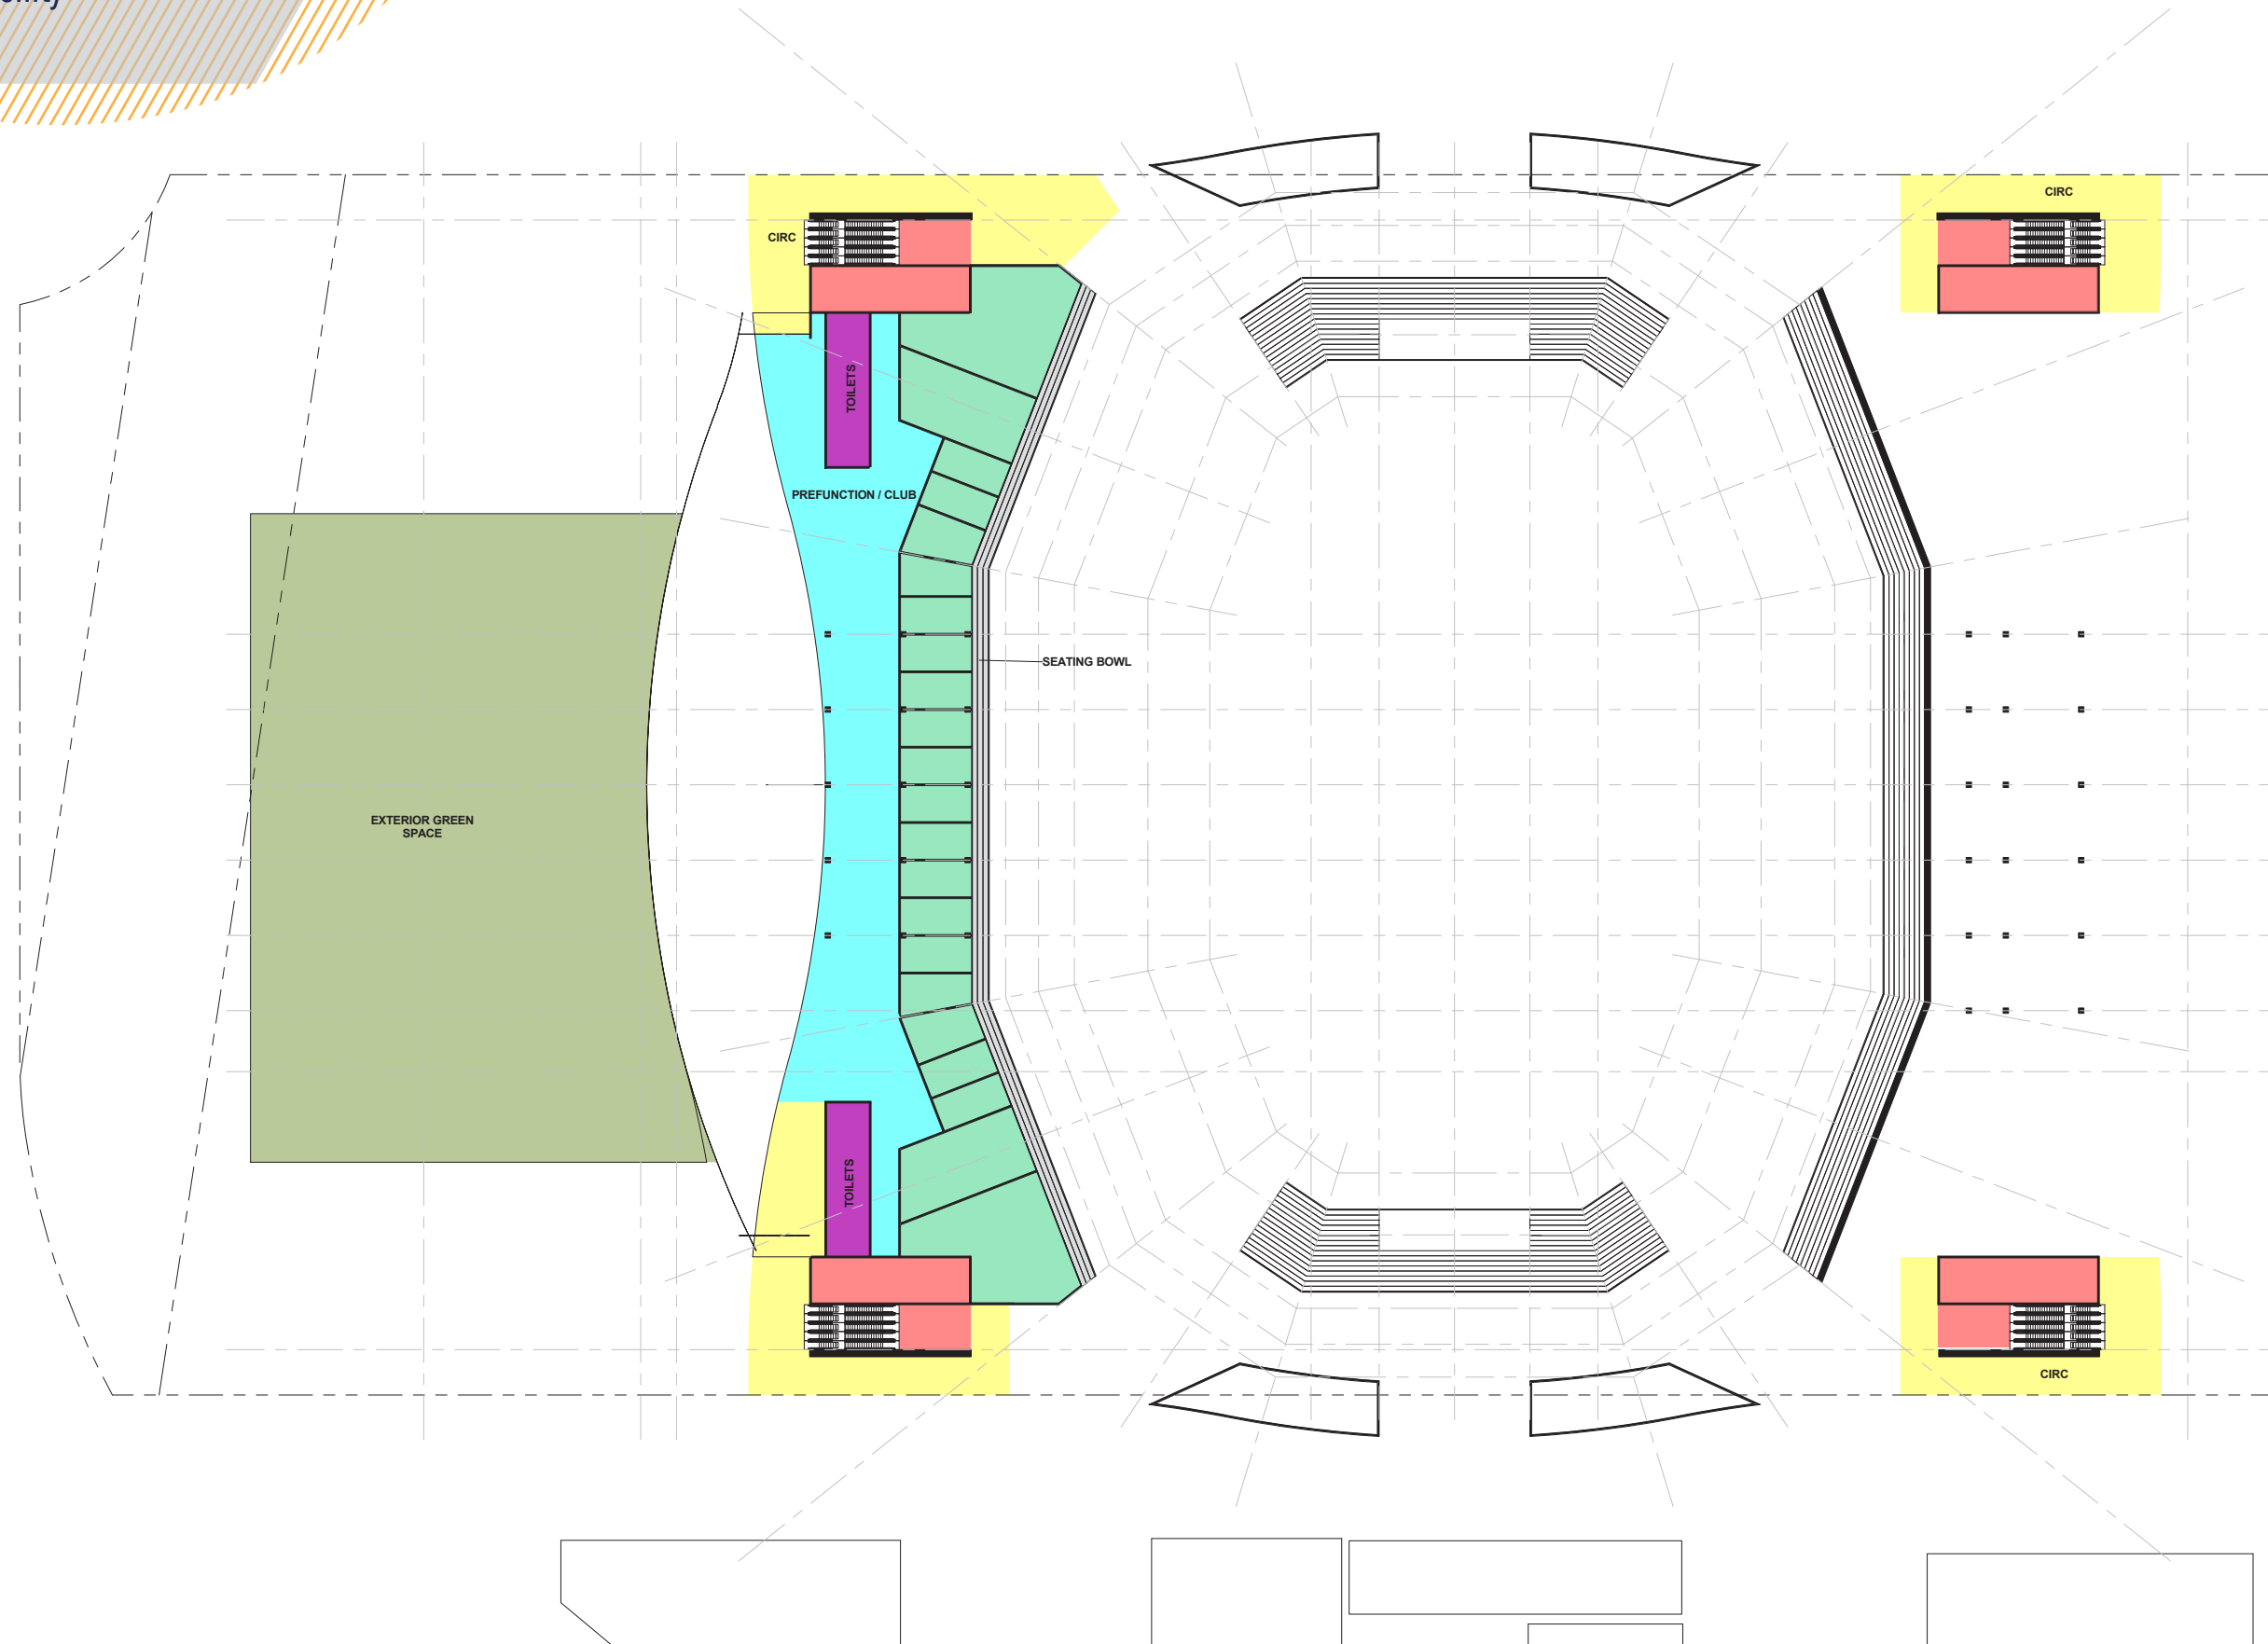 CIRC
CIRC
TOILETS
PREFUNCTION / CLUB
SEATING BOWL
EXTERIOR GREEN
SPACE
TOILETS
CIRC